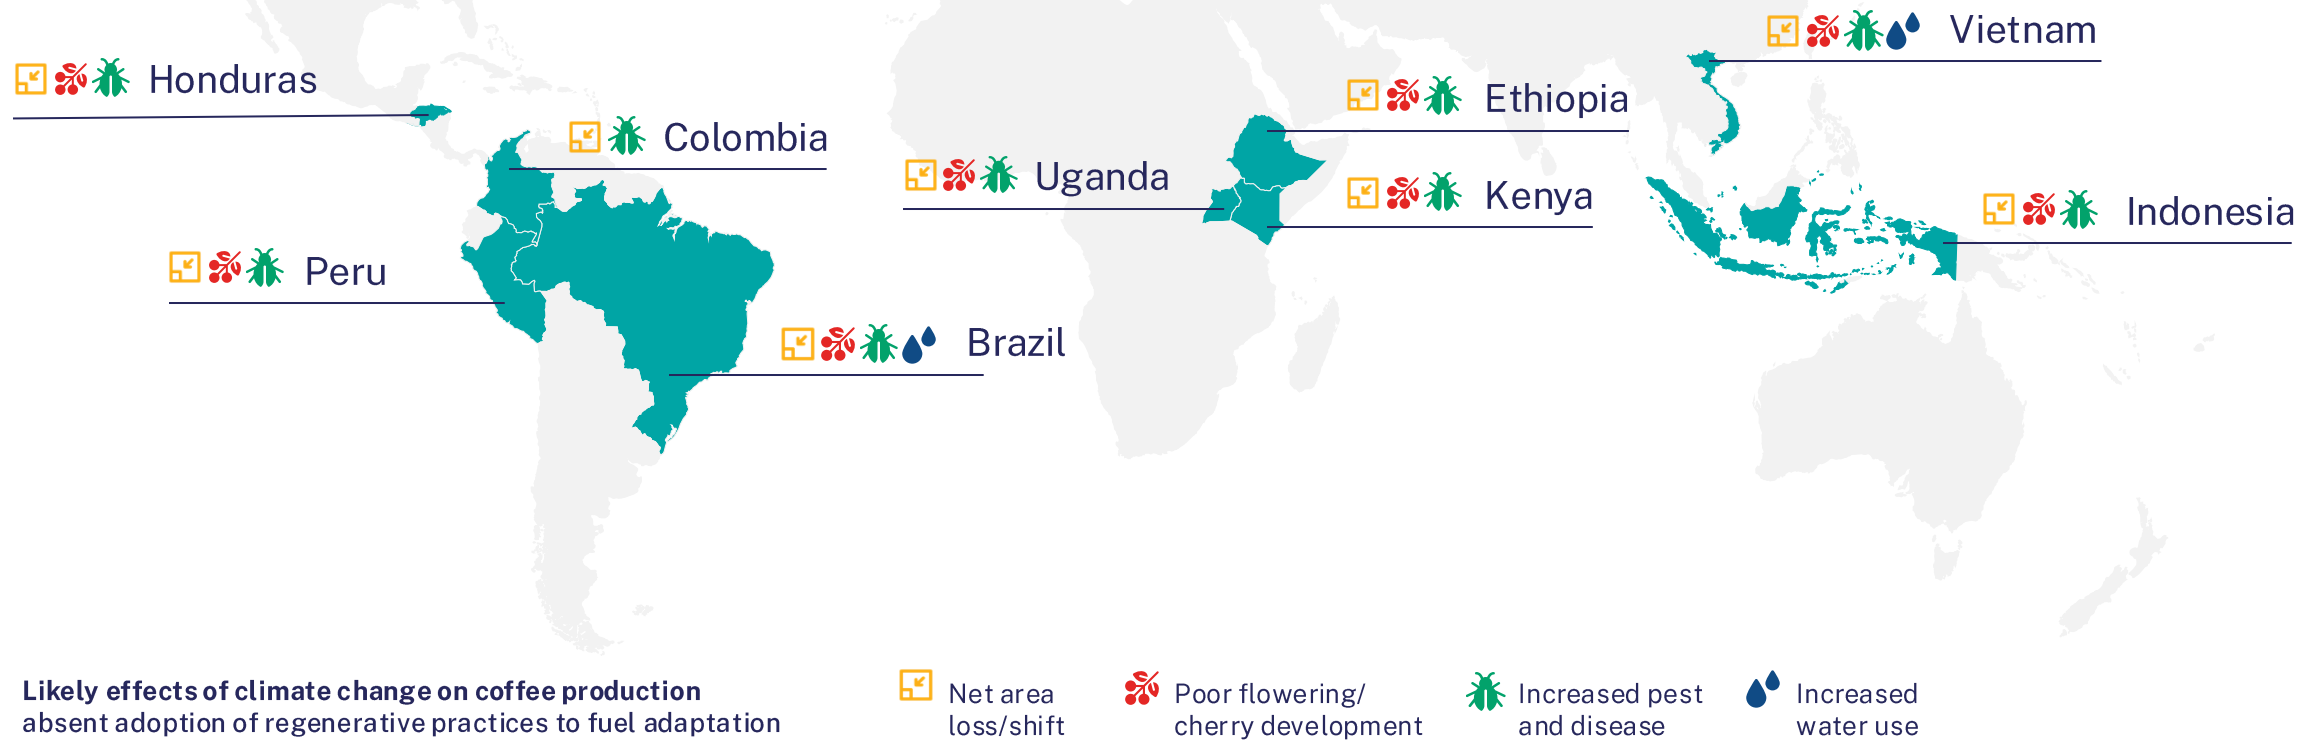 Vietnam
Honduras
Ethiopia
Colombia
Uganda
Kenya
Indonesia
Peru
Brazil
Likely effects of climate change on coffee production
absent adoption of regenerative practices to fuel adaptation
Net area
loss/shift
Poor flowering/
cherry development
Increased pest
and disease
Increased
water use